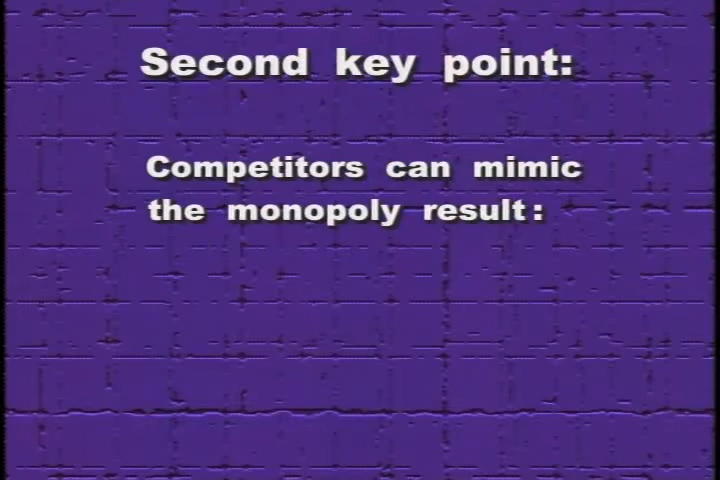 Second key point:
Competitors can mimic
the monopoly result: